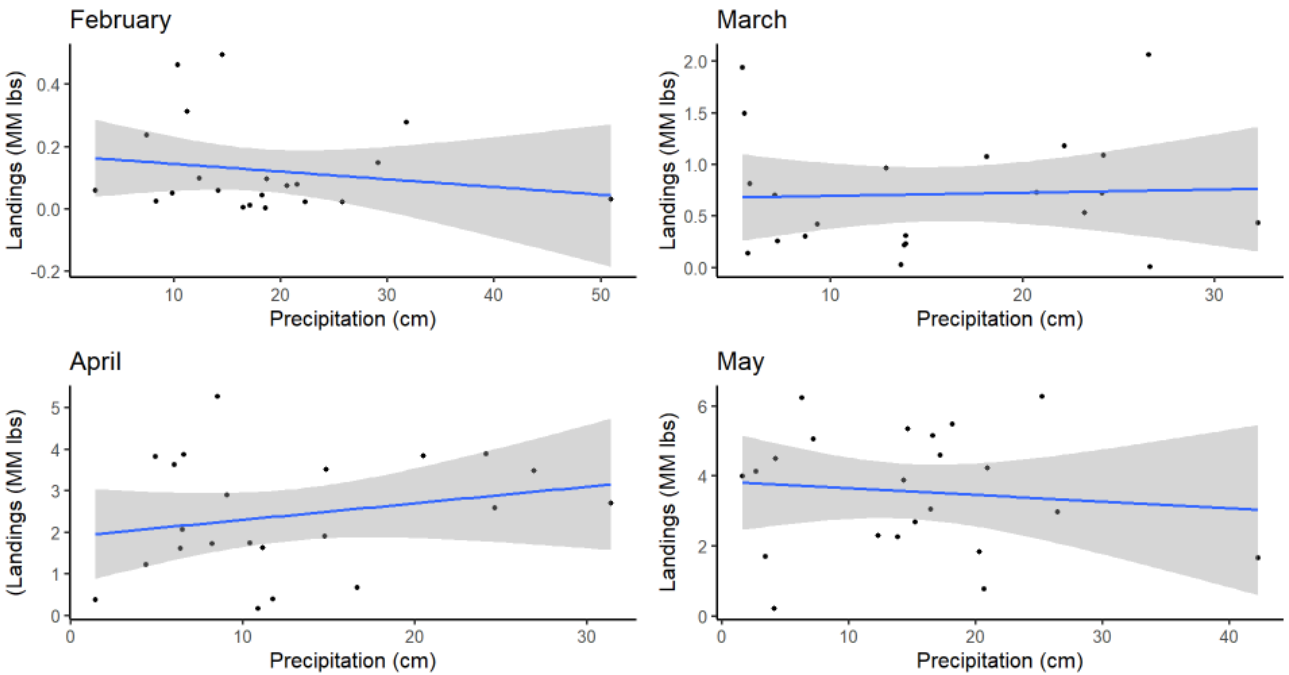 February
Landings (MM lbs)
0.4
0.2
0.0
-0.2
10 20 30 40 50
Precipitation (cm)
March
Landings (MM lbs)
2.0
1.5
1.0
0.5
0.0
10 20 30
Precipitation (cm)
April
(Landings (MM lbs)
5
4
3
2
1
0
0 10 20 30
Precipitation (cm)
May
Landings (MM lbs)
6
4
2
0
0 10 20 30 40
Precipitation (cm)